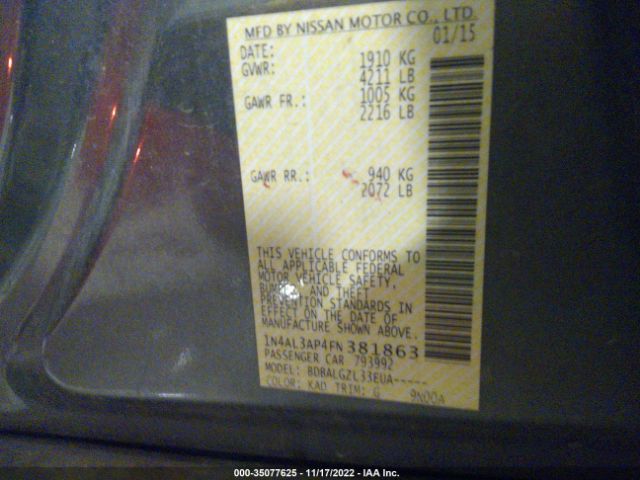 MFD BY NISSAN MOTOR CO., LTD
DATE: 01/15
GVWR: 1910 KG
4211 LB
GAWR FR.: 1005 KG
2216 LB
GAWR RR.: 940 KG
2072 LB
THIS VEHICLE CONFORMS TO
ALL APPLICABLE FEDERAL
MOTOR VEHICLE SAFETY,
AND THEFT
PREVENTION STANDARDS IN
EFFECT ON THE DATE OF
MANUFACTURE SHOWN ABOVE.
1N4AL3AP4FN381863
PASSENGER CAR 793992
MODEL: BDRALGZL33EUA-----
COLOR: KAD TRIM: G 9N00A
000-35077625 - 11/17/2022 - IAA Inc.